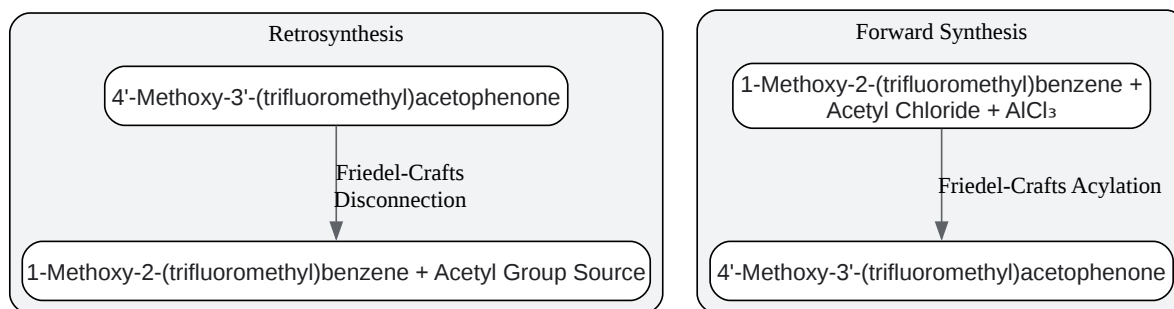 Retrosynthesis
4'-Methoxy-3'-(trifluoromethyl)acetophenone
Friedel-Crafts
Disconnection
1-Methoxy-2-(trifluoromethyl)benzene + Acetyl Group Source
Forward Synthesis
1-Methoxy-2-(trifluoromethyl)benzene +
Acetyl Chloride + AlCl₃
Friedel-Crafts Acylation
4'-Methoxy-3'-(trifluoromethyl)acetophenone